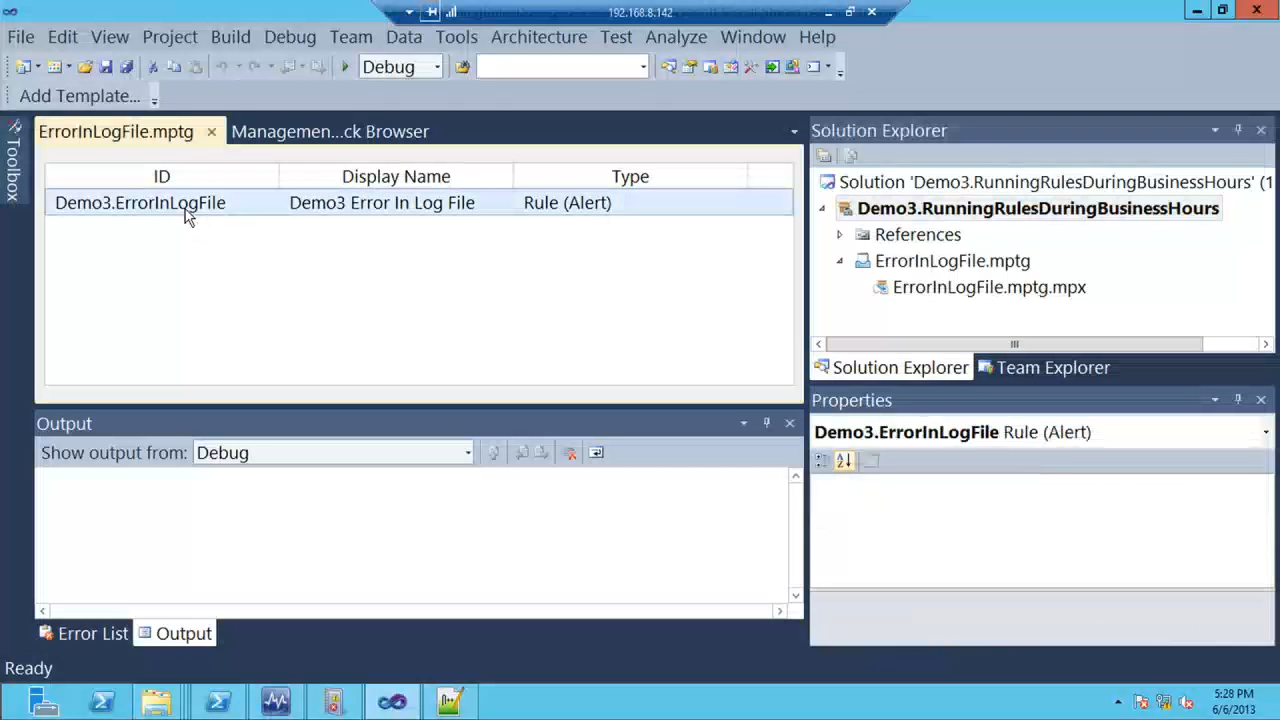 192.168.8.142
File Edit View Project Build Debug Team Data Tools Architecture Test Analyze Window Help
Debug
Add Template...
Toolbox
ErrorInLogFile.mptg Managemen...ck Browser
ID Display Name Type
Demo3.ErrorInLogFile Demo3 Error In Log File Rule (Alert)
Solution Explorer
Solution 'Demo3.RunningRulesDuringBusinessHours' (1
Demo3.RunningRulesDuringBusinessHours
References
ErrorInLogFile.mptg
ErrorInLogFile.mptg.mpx
Solution Explorer Team Explorer
Output
Show output from: Debug
Properties
Demo3.ErrorInLogFile Rule (Alert)
Error List Output
Ready
5:28 PM
6/6/2013